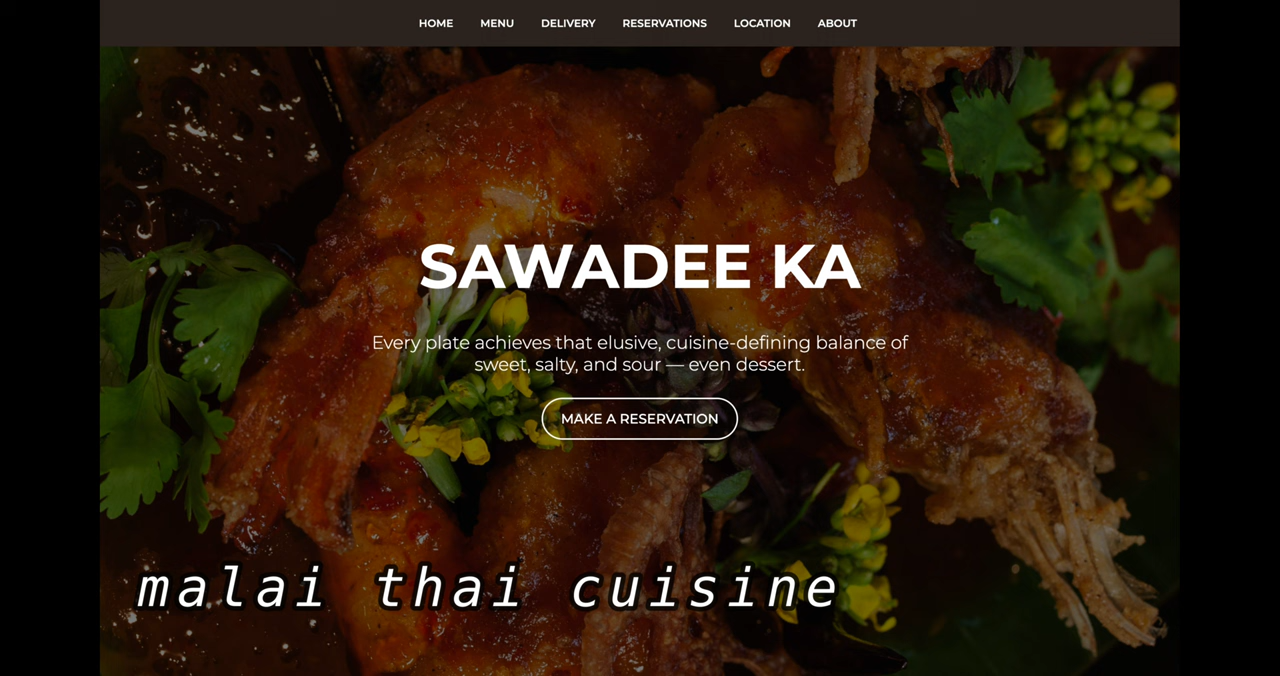 HOME MENU DELIVERY RESERVATIONS LOCATION ABOUT
SAWADEE KA
Every plate achieves that elusive, cuisine-defining balance of
sweet, salty, and sour — even dessert.
MAKE A RESERVATION
malai thai cuisine